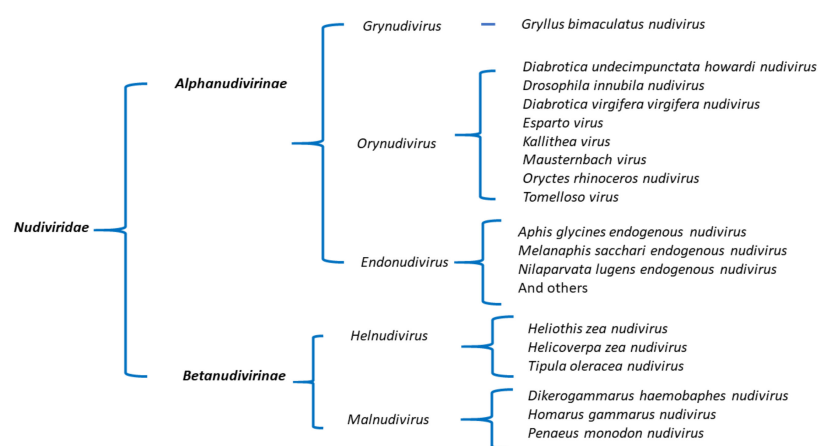 Grynudivirus
Gryllus bimaculatus nudivirus
Alphanudivirinae
Diabrotica undecimpunctata howardi nudivirus
Drosophila innubila nudivirus
Diabrotica virgifera virgifera nudivirus
Esparto virus
Orynudivirus
Kallithea virus
Mausternbach virus
Oryctes rhinoceros nudivirus
Tomelloso virus
Nudiviridae
Endonudivirus
Aphis glycines endogenous nudivirus
Melanaphis sacchari endogenous nudivirus
Nilaparvata lugens endogenous nudivirus
And others
Betanudivirinae
Helnudivirus
Heliothis zea nudivirus
Helicoverpa zea nudivirus
Tipula oleracea nudivirus
Malnudivirus
Dikerogammarus haemobaphes nudivirus
Homarus gammarus nudivirus
Penaeus monodon nudivirus